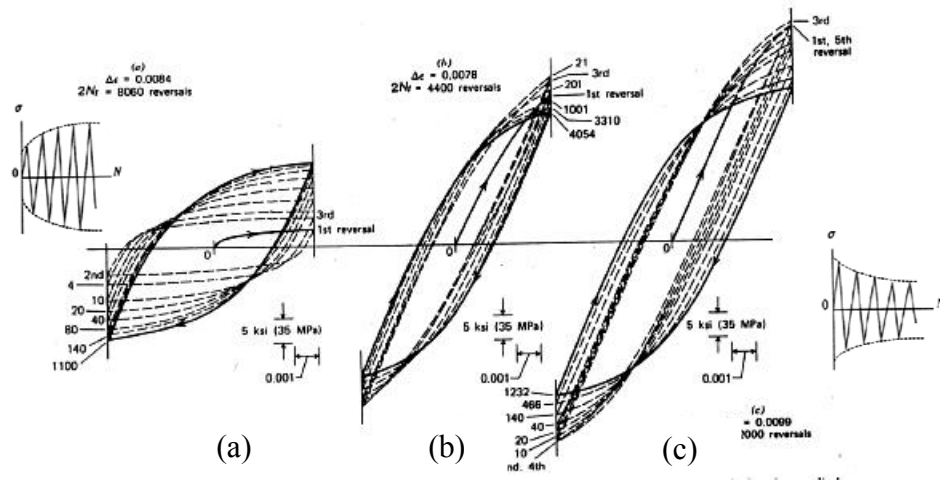 (a)
Δϵ = 0.0084
2Nf = 8060 reversals
σ
0
N
3rd
1st reversal
0
2nd
4
10
20
40
80
140
1100
5 ksi (35 MPa)
0.001
(a)
(b)
Δϵ = 0,0078
2Nf = 4400 reversals
21
3rd
201
1st reversal
1001
3310
4054
0
5 ksi (35 MPa)
0.001
(b)
3rd
1st, 5th
reversal
0
5 ksi (35 MPa)
0.001
1232
466
140
40
20
10
nd. 4th
(c)
(c)
= 0.0099
2000 reversals
σ
0
N